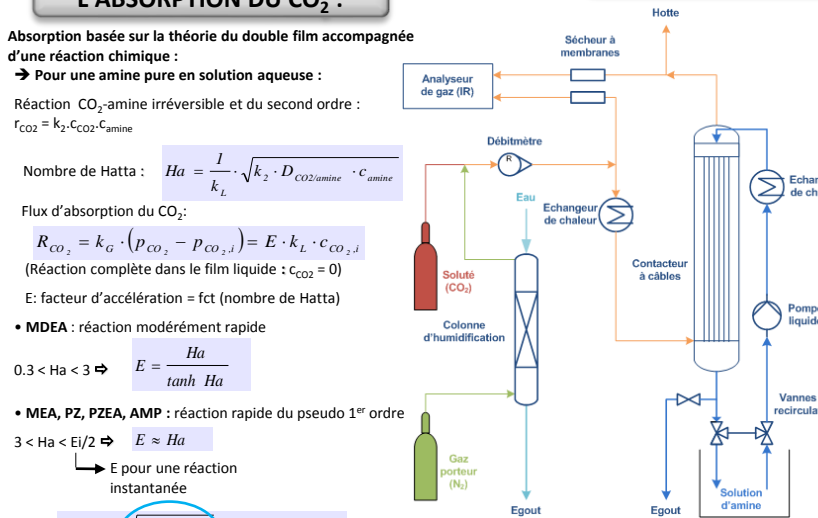 L'ABSORPTION DU CO₂ :
Absorption basée sur la théorie du double film accompagnée
d'une réaction chimique :
➔ Pour une amine pure en solution aqueuse :
Réaction CO₂-amine irréversible et du second ordre :
r_CO2 = k₂.c_CO2.c_amine
Nombre de Hatta : Ha = 1/k_L · √(k₂ · D_CO2/amine · c_amine)
Flux d'absorption du CO₂:
R_CO₂ = k_G · (p_CO₂ − p_CO₂,i) = E · k_L · c_CO₂,i
(Réaction complète dans le film liquide : c_CO2 = 0)
E: facteur d'accélération = fct (nombre de Hatta)
• MDEA : réaction modérément rapide
0.3 < Ha < 3 ⇨ E = Ha / tanh Ha
• MEA, PZ, PZEA, AMP : réaction rapide du pseudo 1er ordre
3 < Ha < Ei/2 ⇨ E ≈ Ha
E pour une réaction
instantanée
Hotte
Sécheur à
membranes
Analyseur
de gaz (IR)
Débitmètre
R
Eau
Echangeur
de chaleur
Echan
de ch
Soluté
(CO₂)
Contacteur
à câbles
Colonne
d'humidification
Pompe
liquide
Vannes
recircula
Gaz
porteur
(N₂)
Solution
d'amine
Egout
Egout